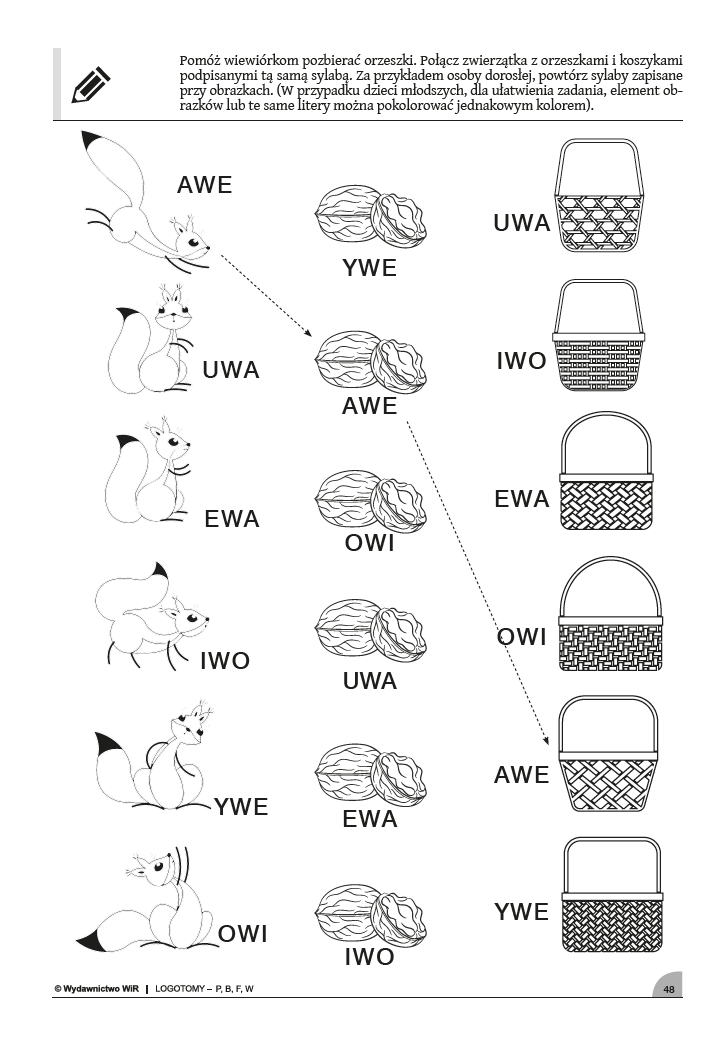 Pomóż wiewiórkom pozbierać orzeszki. Połącz zwierzątka z orzeszkami i koszykami
podpisanymi tą samą sylabą. Za przykładem osoby dorosłej, powtórz sylaby zapisane
przy obrazkach. (W przypadku dzieci młodszych, dla ułatwienia zadania, element ob-
razków lub te same litery można pokolorować jednakowym kolorem).
AWE
YWE
UWA
UWA
AWE
IWO
EWA
OWI
EWA
IWO
UWA
OWI
YWE
EWA
AWE
OWI
IWO
YWE
© Wydawnictwo WiR | LOGOTOMY – P, B, F, W
48